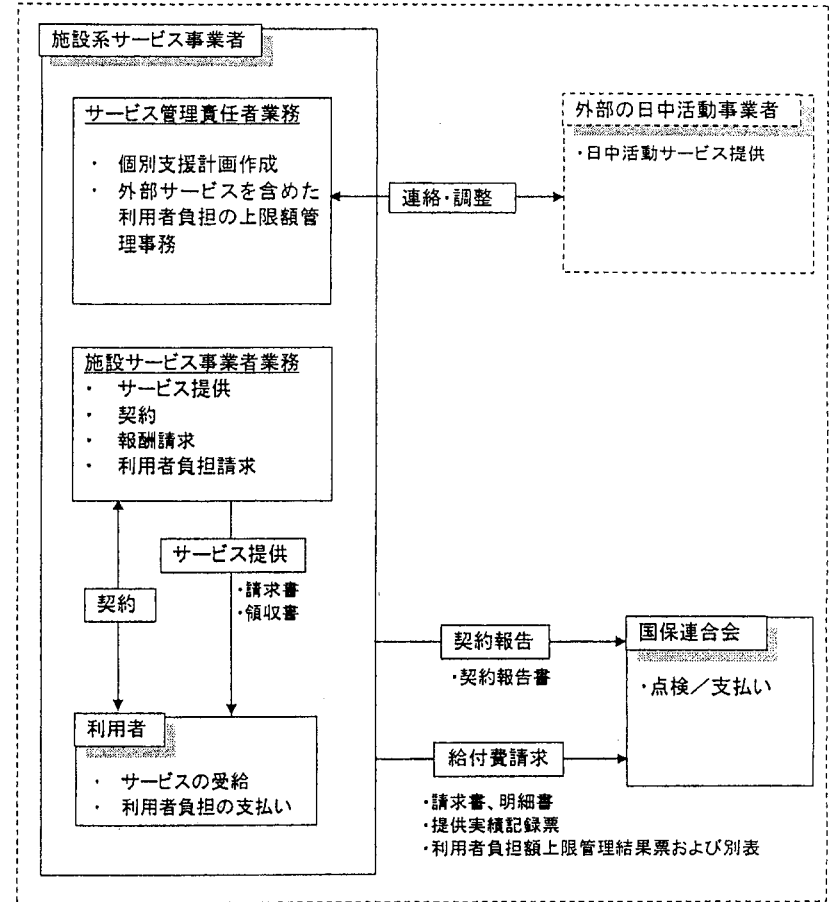 施設系サービス事業者
サービス管理責任者業務
・ 個別支援計画作成
・ 外部サービスを含めた
利用者負担の上限額管
理事務
連絡・調整
外部の日中活動事業者
・日中活動サービス提供
施設サービス事業者業務
・ サービス提供
・ 契約
・ 報酬請求
・ 利用者負担請求
サービス提供
・請求書
・領収書
契約
契約報告
・契約報告書
国保連合会
・点検／支払い
利用者
・ サービスの受給
・ 利用者負担の支払い
給付費請求
・請求書、明細書
・提供実績記録票
・利用者負担額上限管理結果票および別表